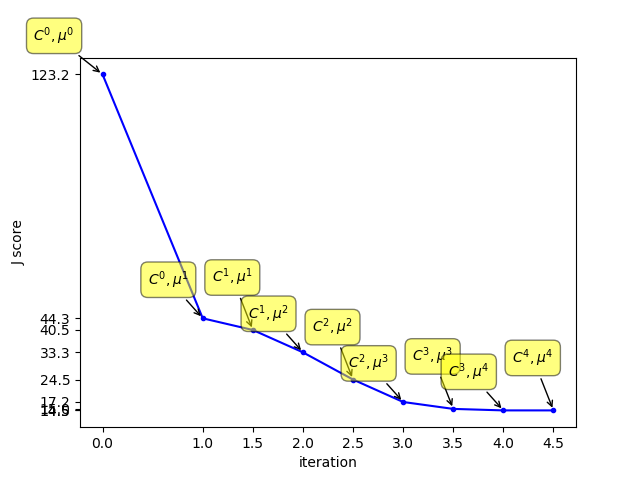 C⁰, μ⁰
123.2
J score
C⁰, μ¹
C¹, μ¹
C¹, μ²
C², μ²
C², μ³
C³, μ³
C³, μ⁴
C⁴, μ⁴
44.3
40.5
33.3
24.5
17.2
0.0 1.0 1.5 2.0 2.5 3.0 3.5 4.0 4.5
iteration